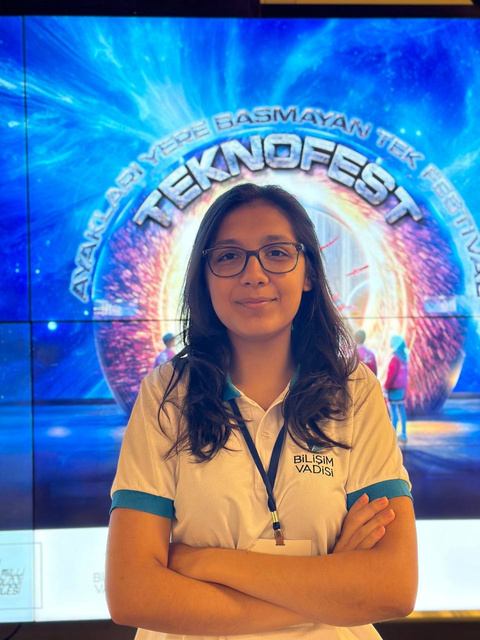 AYAKLARI YERE BASMAYAN TEK FESTİVAL
TEKNOFEST
BİLİŞİM
VADİSİ